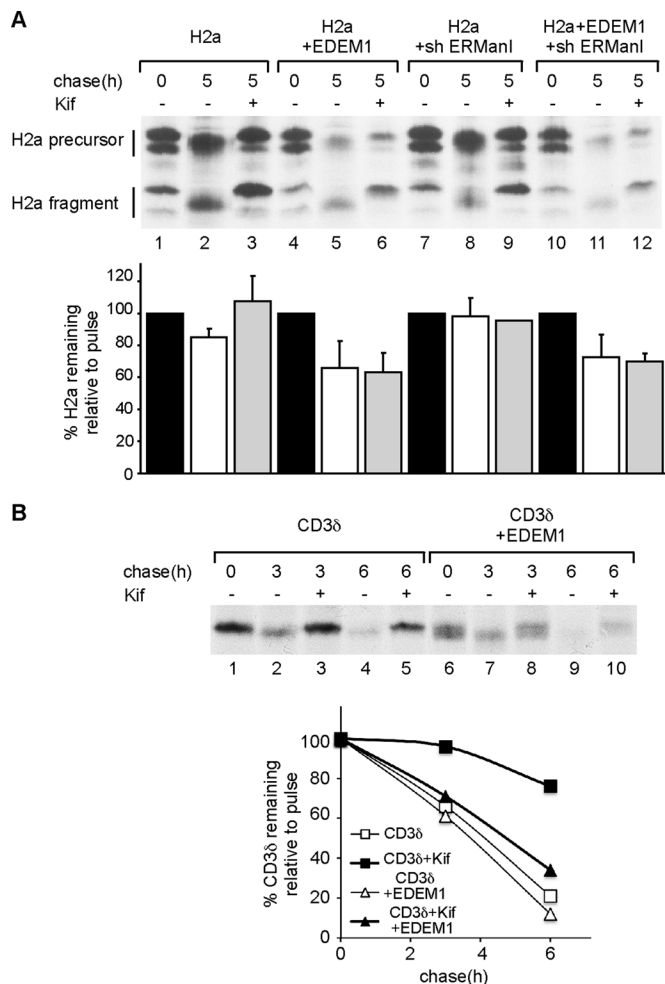 A
H2a H2a +EDEM1 H2a +sh ERManI H2a+EDEM1 +sh ERManI
chase(h) 0 5 5 0 5 5 0 5 5 0 5 5
Kif - - + - - + - - + - - +
H2a precursor
H2a fragment
1 2 3 4 5 6 7 8 9 10 11 12
% H2a remaining relative to pulse
120
100
80
60
40
20
0
B
CD3δ CD3δ +EDEM1
chase(h) 0 3 3 6 6 0 3 3 6 6
Kif - - + - + - - + - +
1 2 3 4 5 6 7 8 9 10
% CD3δ remaining relative to pulse
100
80
60
40
20
0
CD3δ
CD3δ+Kif
CD3δ +EDEM1
CD3δ+Kif +EDEM1
0 2 4 6
chase(h)